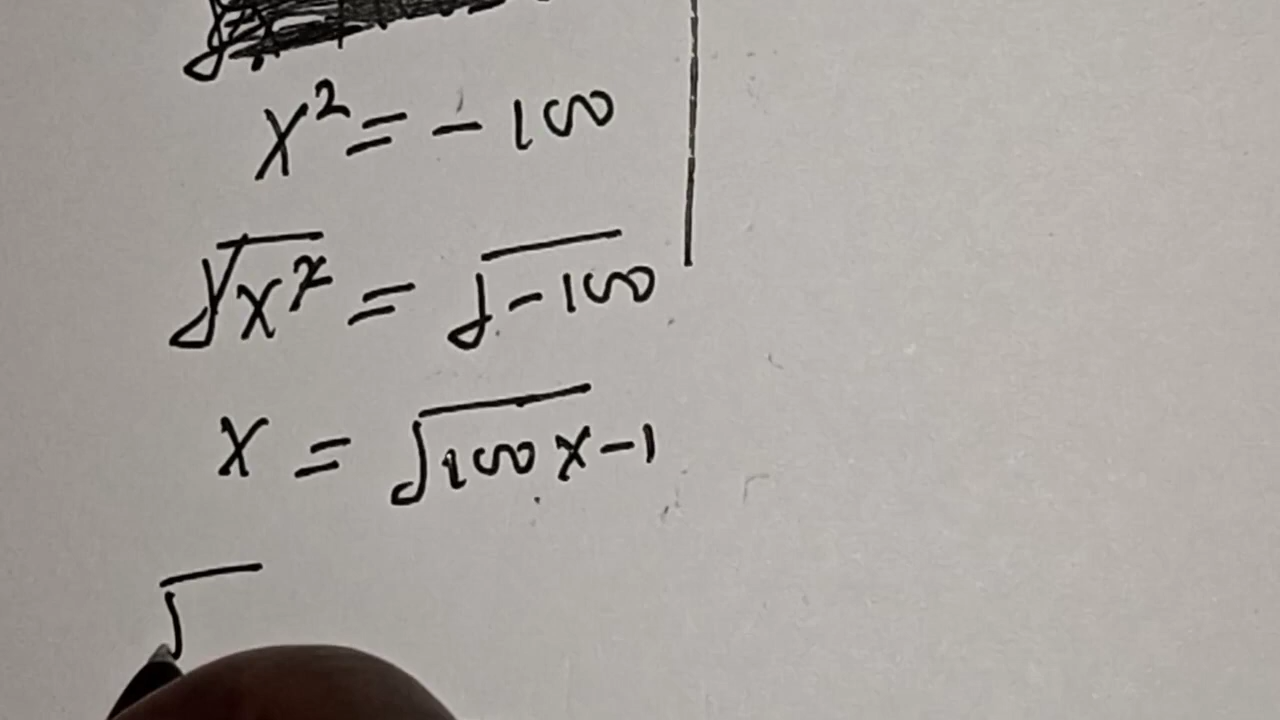 x² = - 100
√x² = √-100
x = √100 x -1
√